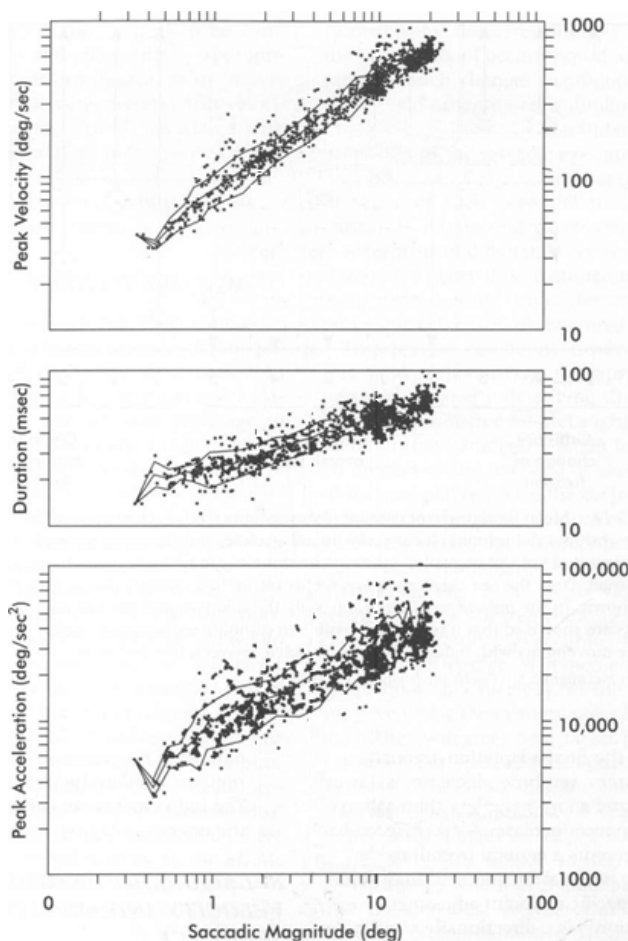 1000
Peak Velocity (deg/sec)
100
10
100
Duration (msec)
10
100,000
Peak Acceleration (deg/sec²)
10,000
1000
0 1 10 100
Saccadic Magnitude (deg)